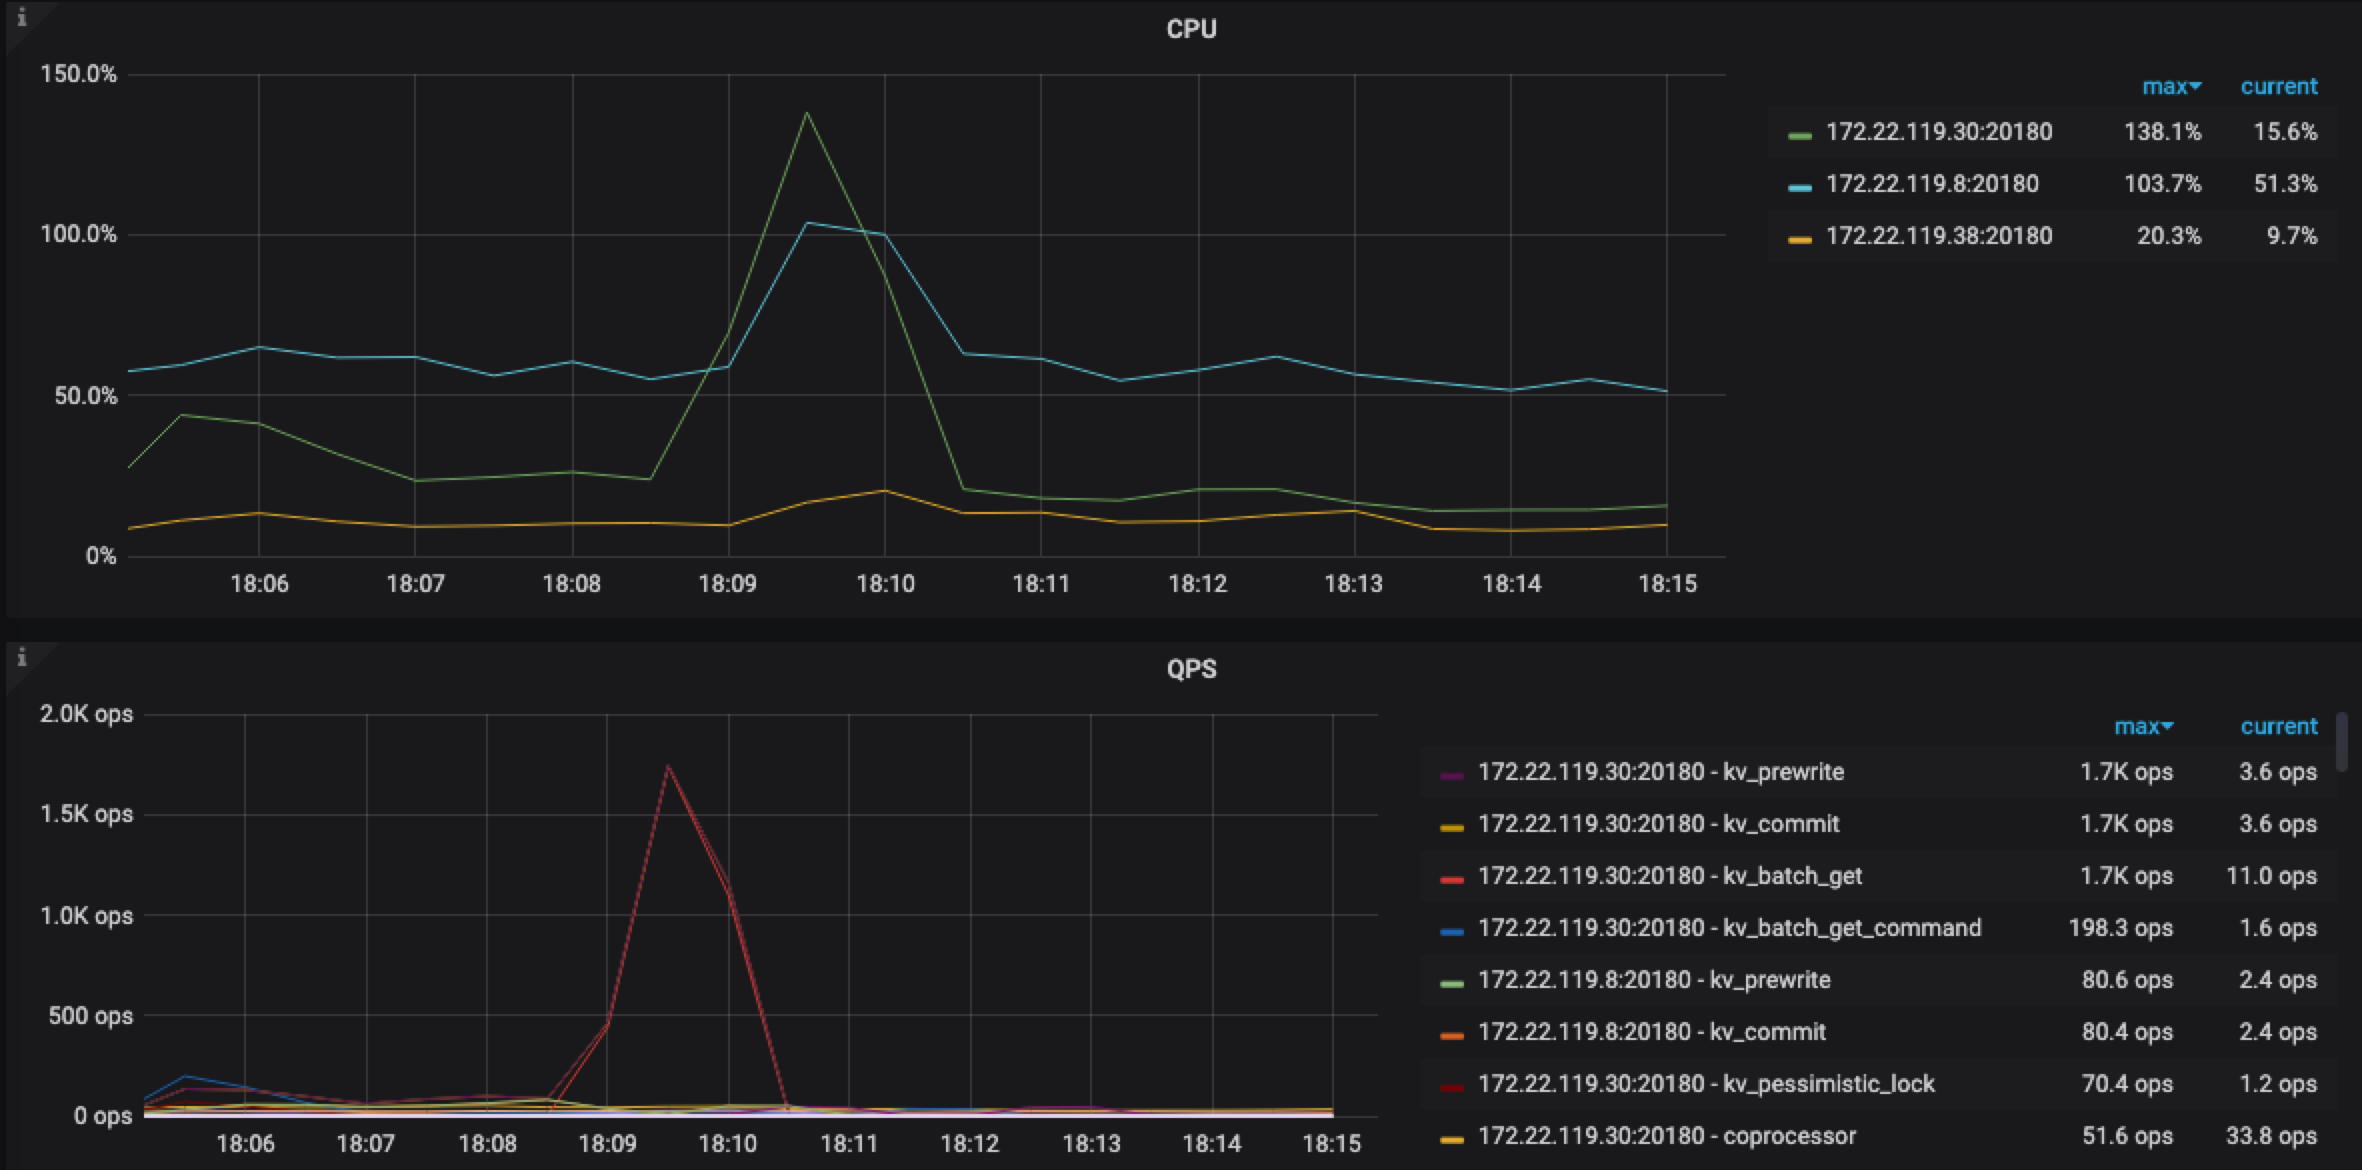 CPU
150.0%
100.0%
50.0%
0%
18:06 18:07 18:08 18:09 18:10 18:11 18:12 18:13 18:14 18:15
max current
172.22.119.30:20180 138.1% 15.6%
172.22.119.8:20180 103.7% 51.3%
172.22.119.38:20180 20.3% 9.7%
QPS
2.0K ops
1.5K ops
1.0K ops
500 ops
0 ops
18:06 18:07 18:08 18:09 18:10 18:11 18:12 18:13 18:14 18:15
max current
172.22.119.30:20180 - kv_prewrite 1.7K ops 3.6 ops
172.22.119.30:20180 - kv_commit 1.7K ops 3.6 ops
172.22.119.30:20180 - kv_batch_get 1.7K ops 11.0 ops
172.22.119.30:20180 - kv_batch_get_command 198.3 ops 1.6 ops
172.22.119.8:20180 - kv_prewrite 80.6 ops 2.4 ops
172.22.119.8:20180 - kv_commit 80.4 ops 2.4 ops
172.22.119.30:20180 - kv_pessimistic_lock 70.4 ops 1.2 ops
172.22.119.30:20180 - coprocessor 51.6 ops 33.8 ops